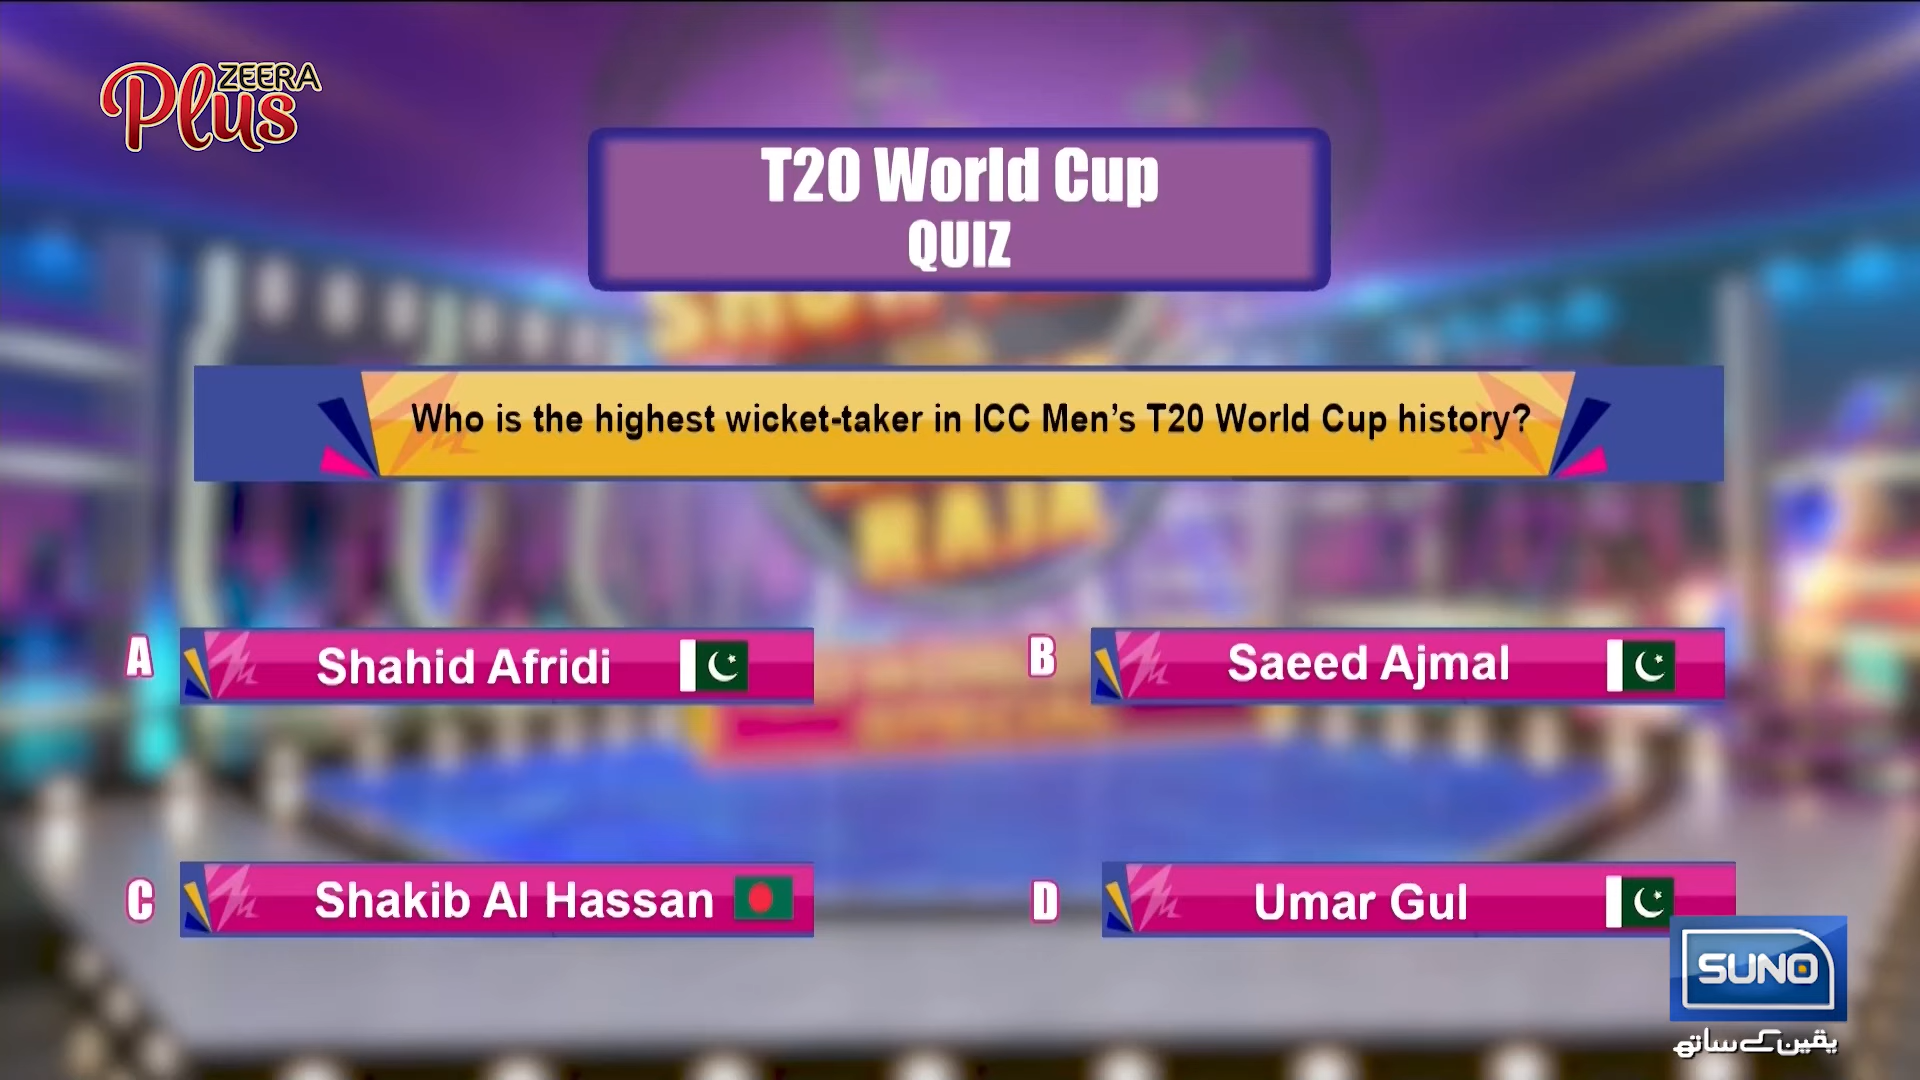 ZEERA
Plus
T20 World Cup
QUIZ
Who is the highest wicket-taker in ICC Men's T20 World Cup history?
RAJA
A Shahid Afridi
B Saeed Ajmal
C Shakib Al Hassan
D Umar Gul
SUNO
یقین کے ساتھ